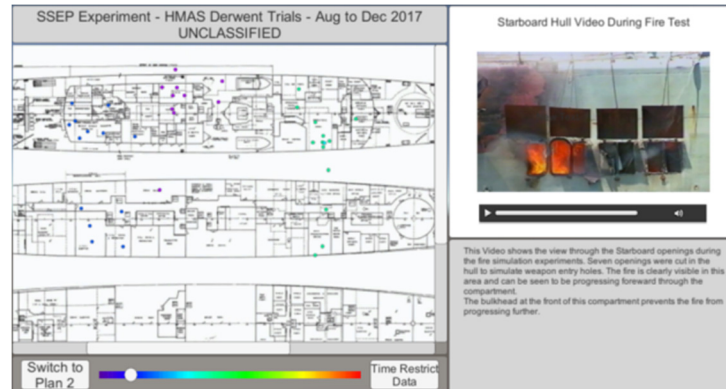 SSEP Experiment - HMAS Derwent Trials - Aug to Dec 2017
UNCLASSIFIED
Switch to
Plan 2
Time Restrict
Data
Starboard Hull Video During Fire Test
This Video shows the view through the Starboard openings during
the fire simulation experiments. Seven openings were cut in the
hull to simulate weapon entry holes. The fire is clearly visible in this
area and can be seen to be progressing foreward through the
compartment.
The bulkhead at the front of this compartment prevents the fire from
progressing further.